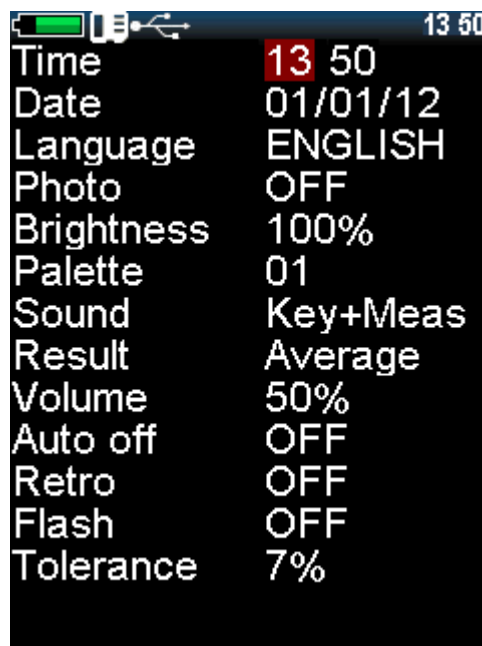 13 50
Time 13 50
Date 01/01/12
Language ENGLISH
Photo OFF
Brightness 100%
Palette 01
Sound Key+Meas
Result Average
Volume 50%
Auto off OFF
Retro OFF
Flash OFF
Tolerance 7%